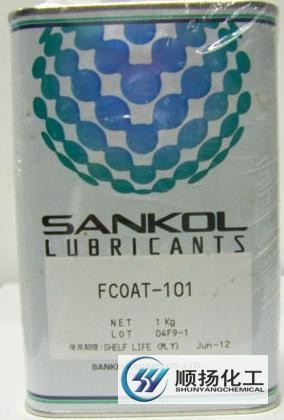 SANKOL
LUBRICANTS
FCOAT-101
NET 1 Kg
LOT 04F9-1
使用期限:SHELF LIFE (M,Y) Jun-12
SANK
顺扬化工
SHUNYANGCHEMICAL